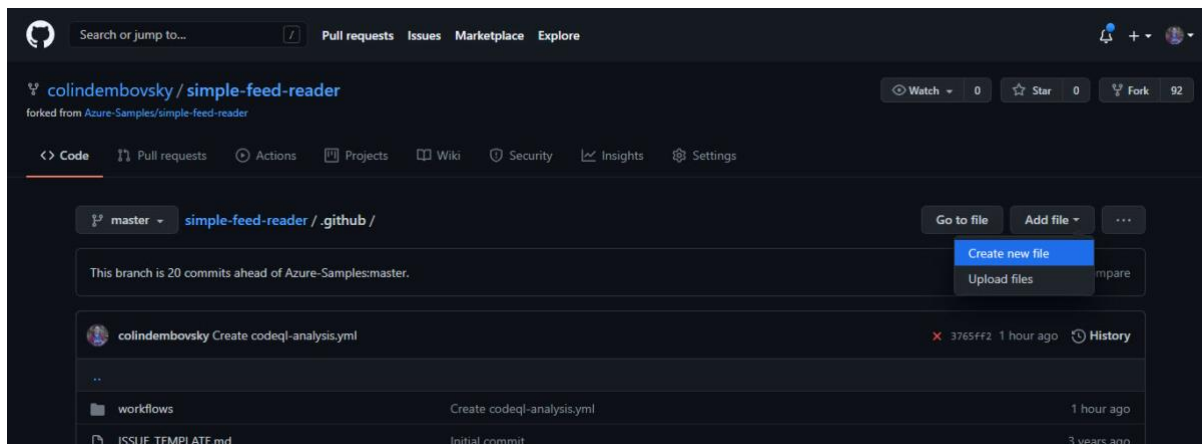 Search or jump to... / Pull requests Issues Marketplace Explore
colindembovsky / simple-feed-reader Watch 0 Star 0 Fork 92
forked from Azure-Samples/simple-feed-reader
<> Code Pull requests Actions Projects Wiki Security Insights Settings
master simple-feed-reader / .github / Go to file Add file ...
Create new file
This branch is 20 commits ahead of Azure-Samples:master. mpare
Upload files
colindembovsky Create codeql-analysis.yml 3765ff2 1 hour ago History
..
workflows Create codeql-analysis.yml 1 hour ago
ISSUE_TEMPLATE.md Initial commit 3 years ago